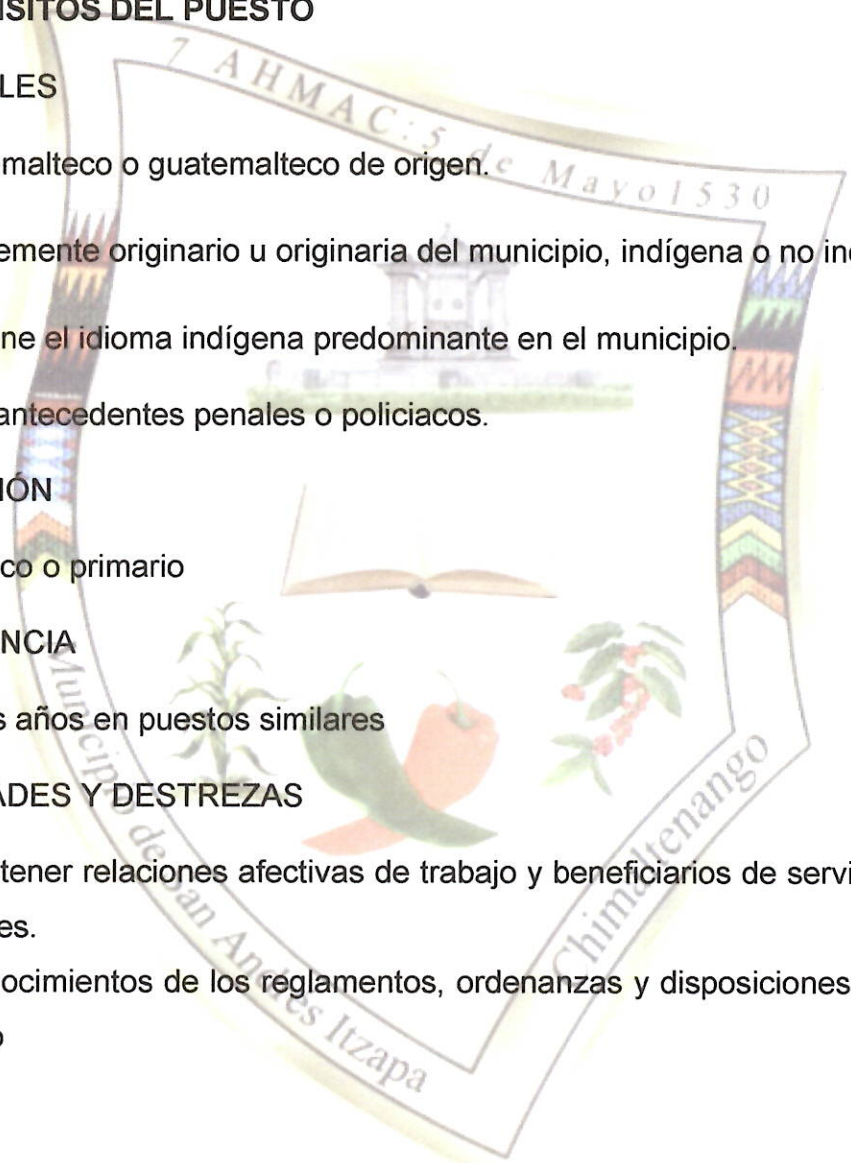 ISITOS DEL PUESTO
LES
malteco o guatemalteco de origen.
emente originario u originaria del municipio, indígena o no in
ne el idioma indígena predominante en el municipio.
antecedentes penales o policiacos.
IÓN
co o primario
NCIA
s años en puestos similares
ADES Y DESTREZAS
tener relaciones afectivas de trabajo y beneficiarios de servi
es.
ocimientos de los reglamentos, ordenanzas y disposiciones
o
7 AHMAC: 5 de Mayo 1530
Municipio de San Andrés Itzapa
Chimaltenango